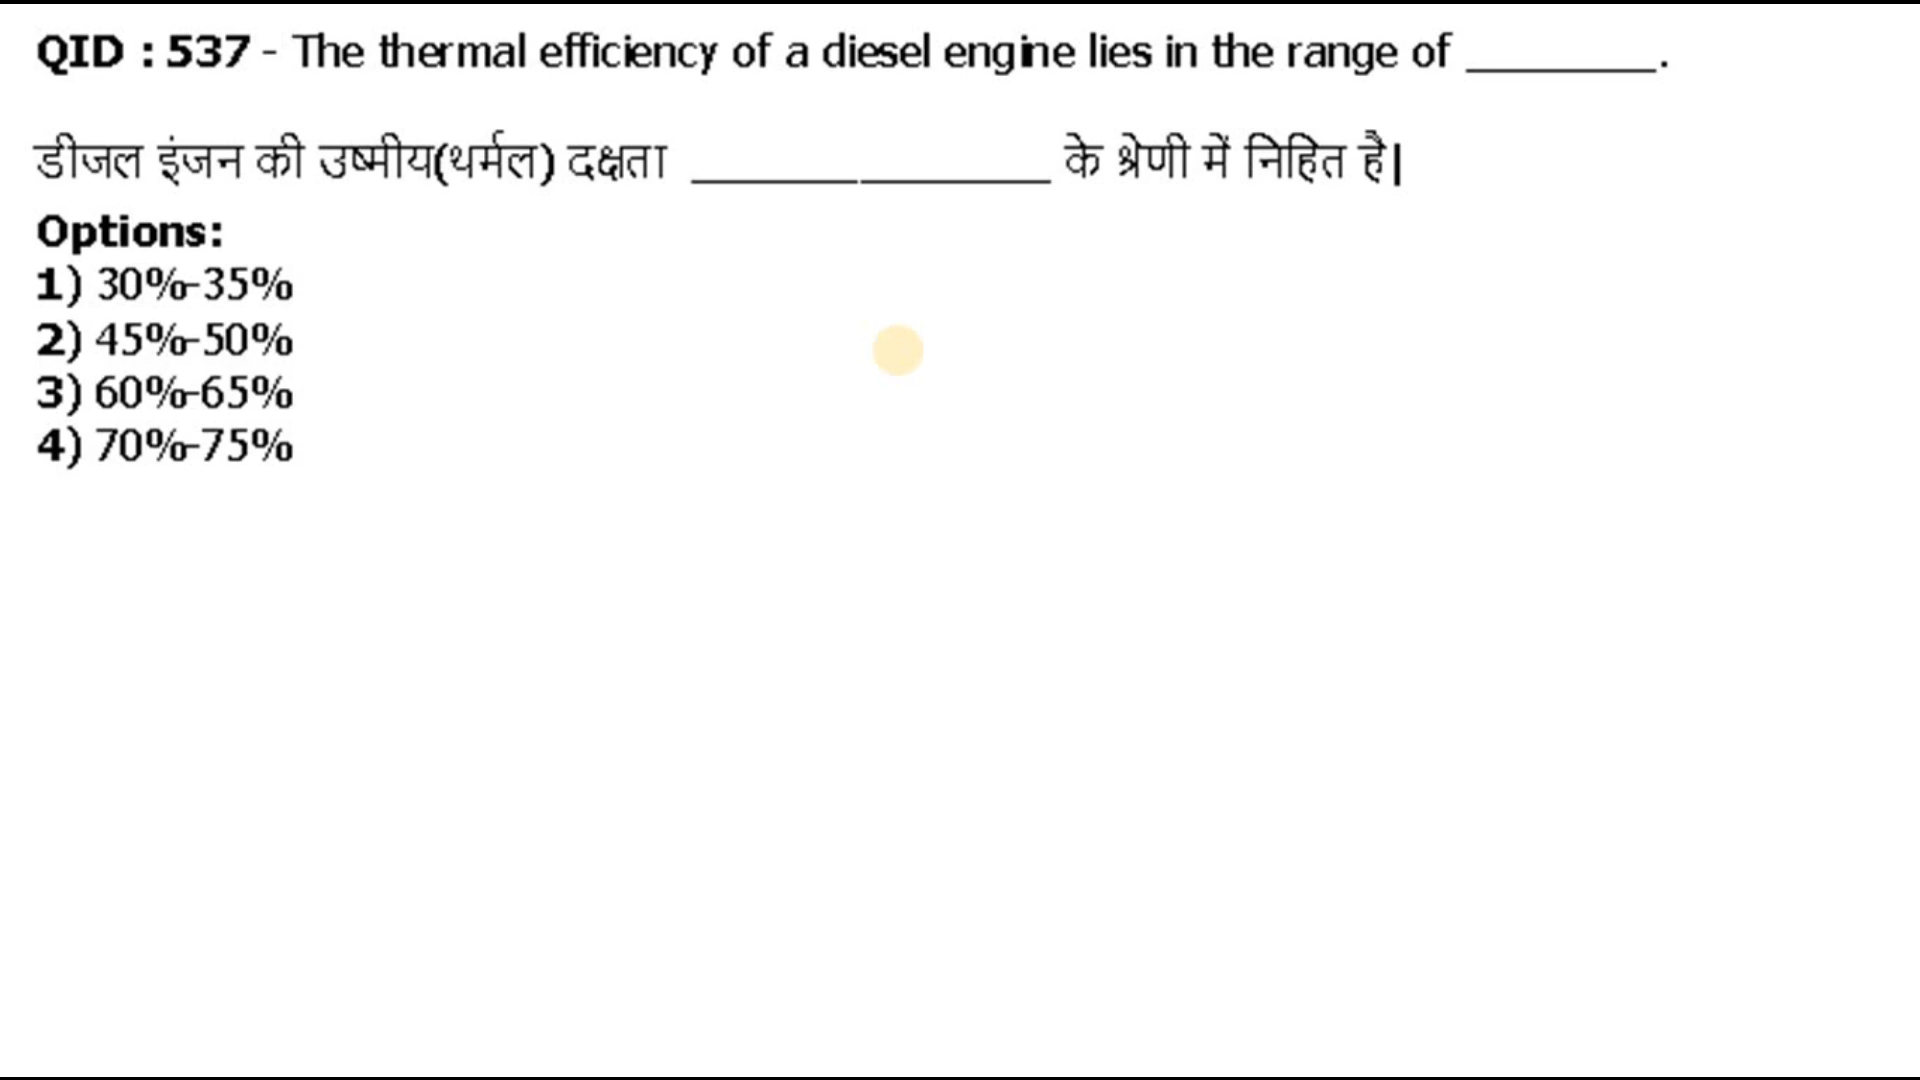 QID : 537 - The thermal efficiency of a diesel engine lies in the range of ________.
डीजल इंजन की उष्मीय(थर्मल) दक्षता _______________ के श्रेणी में निहित है|
Options:
1) 30%-35%
2) 45%-50%
3) 60%-65%
4) 70%-75%